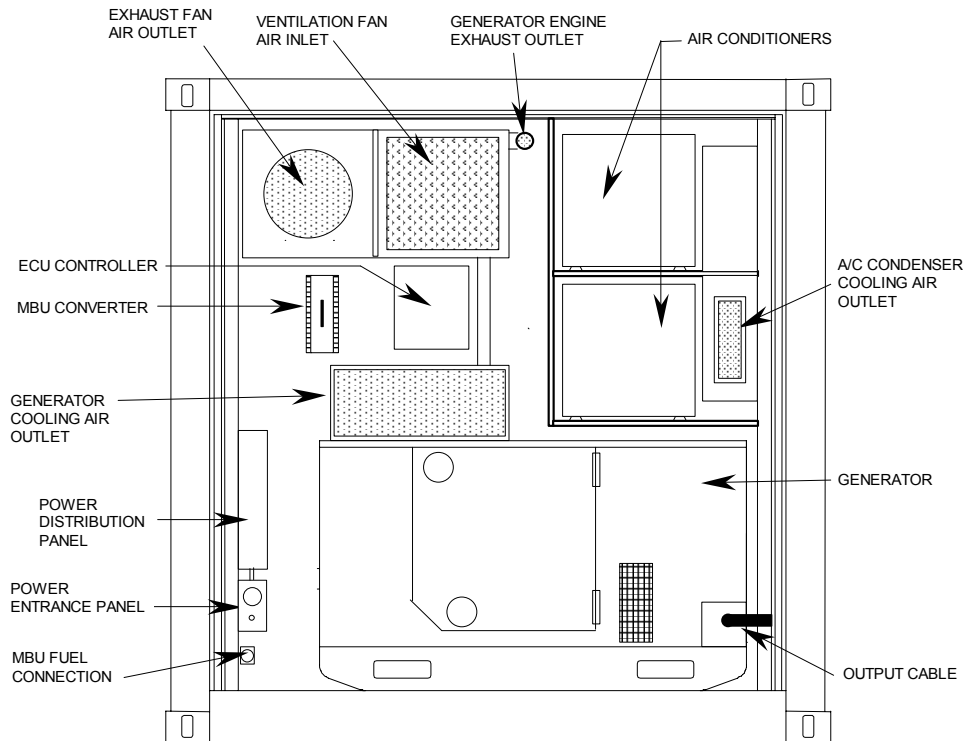 EXHAUST FAN
AIR OUTLET
VENTILATION FAN
AIR INLET
GENERATOR ENGINE
EXHAUST OUTLET
AIR CONDITIONERS
ECU CONTROLLER
MBU CONVERTER
A/C CONDENSER
COOLING AIR
OUTLET
GENERATOR
COOLING AIR
OUTLET
POWER
DISTRIBUTION
PANEL
GENERATOR
POWER
ENTRANCE PANEL
MBU FUEL
CONNECTION
OUTPUT CABLE